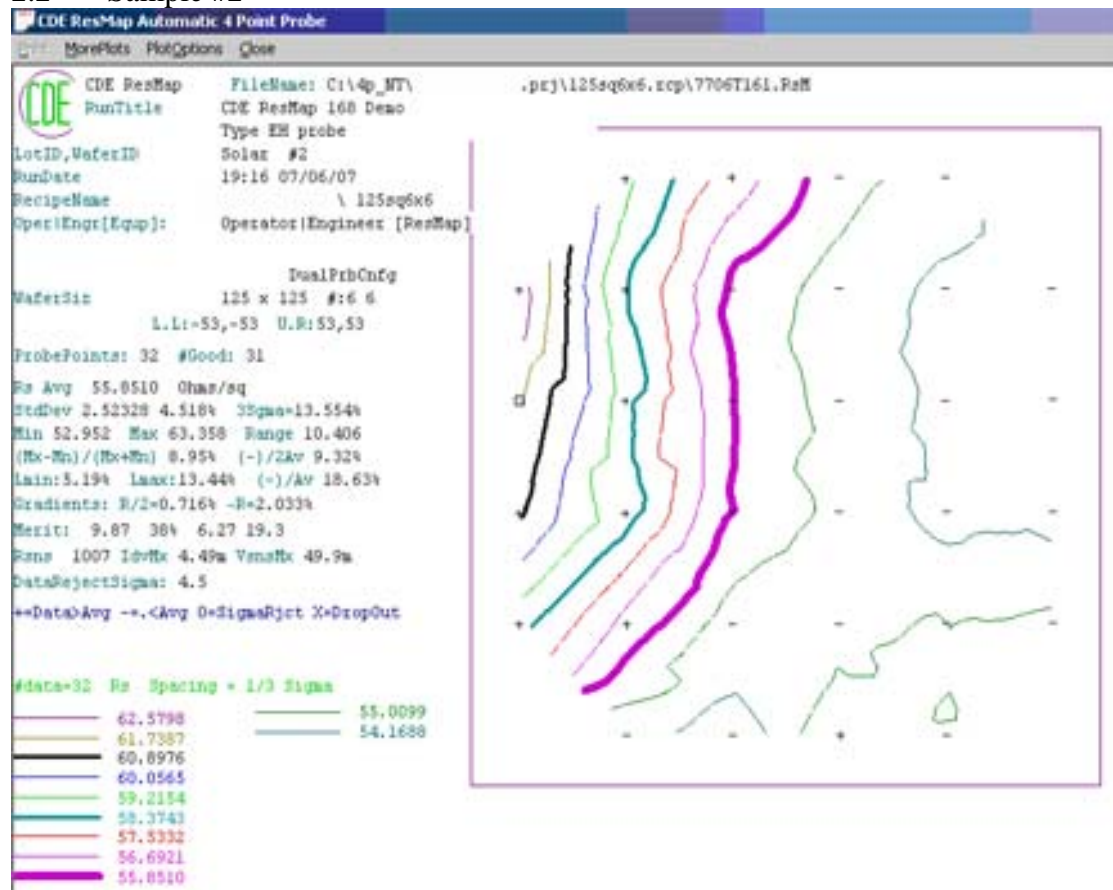 CDE ResMap Automatic 4 Point Probe
MorePlots PlotOptions Close
CDE
CDE ResMap FileName: C:\4p_NT\ .prj\125sq6x6.rcp\7706T161.RsM
RunTitle CDE ResMap 168 Demo
Type EH probe
LotID,WaferID Solar #2
RunDate 19:16 07/06/07
RecipeName \ 125sq6x6
Oper|Engr[Equp]: Operator|Engineer [ResMap]
DualPrbCnfg
WaferSiz 125 x 125 #:6 6
L.L:-53,-53 U.R:53,53
ProbePoints: 32 #Good: 31
Rs Avg 55.8510 Ohms/sq
StdDev 2.52328 4.518% 3Sgma=13.554%
Min 52.952 Max 63.358 Range 10.406
(Mx-Mn)/(Mx+Mn) 8.95% (-)/2Av 9.32%
Lmin:5.19% Lmax:13.44% (-)/Av 18.63%
Gradients: R/2=0.716% ~R=2.033%
Merit: 9.87 38% 6.27 19.3
Rsns 1007 IdvMx 4.49m VsnsMx 49.9m
DataRejectSigma: 4.5
+=Data>Avg -=.<Avg O=SigmaRjct X=DropOut
#data=32 Rs Spacing = 1/3 Sigma
62.5798 55.0099
61.7387 54.1688
60.8976
60.0565
59.2154
58.3743
57.5332
56.6921
55.8510